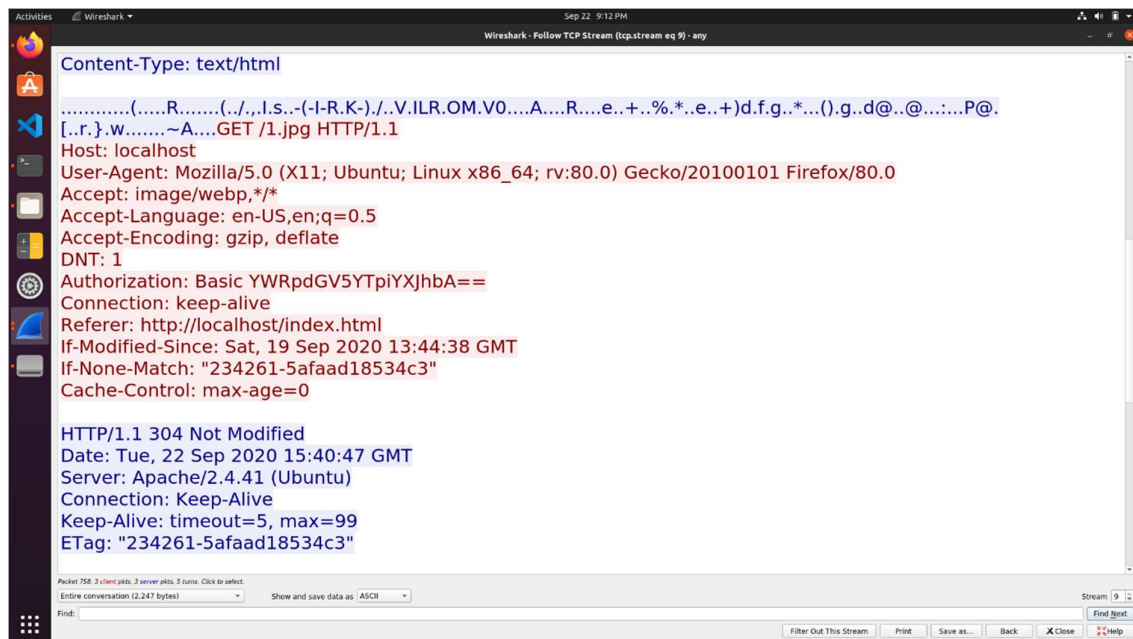 Activities Wireshark Sep 22 9:12 PM
Wireshark · Follow TCP Stream (tcp.stream eq 9) · any
Content-Type: text/html
............(.....R.......(../.,.I.s..-(-I-R.K-)./..V.ILR.OM.V0....A....R....e..+..%.*..e..+)d.f.g..*...().g..d@..@...:....P@.
[..r.}.w.......~A....GET /1.jpg HTTP/1.1
Host: localhost
User-Agent: Mozilla/5.0 (X11; Ubuntu; Linux x86_64; rv:80.0) Gecko/20100101 Firefox/80.0
Accept: image/webp,*/*
Accept-Language: en-US,en;q=0.5
Accept-Encoding: gzip, deflate
DNT: 1
Authorization: Basic YWRpdGV5YTpiYXJhbA==
Connection: keep-alive
Referer: http://localhost/index.html
If-Modified-Since: Sat, 19 Sep 2020 13:44:38 GMT
If-None-Match: "234261-5afaad18534c3"
Cache-Control: max-age=0
HTTP/1.1 304 Not Modified
Date: Tue, 22 Sep 2020 15:40:47 GMT
Server: Apache/2.4.41 (Ubuntu)
Connection: Keep-Alive
Keep-Alive: timeout=5, max=99
ETag: "234261-5afaad18534c3"
Packet 758. 3 client pkts, 3 server pkts, 5 turns. Click to select.
Entire conversation (2,247 bytes) Show and save data as ASCII Stream 9
Find: Find Next
Filter Out This Stream Print Save as... Back Close Help